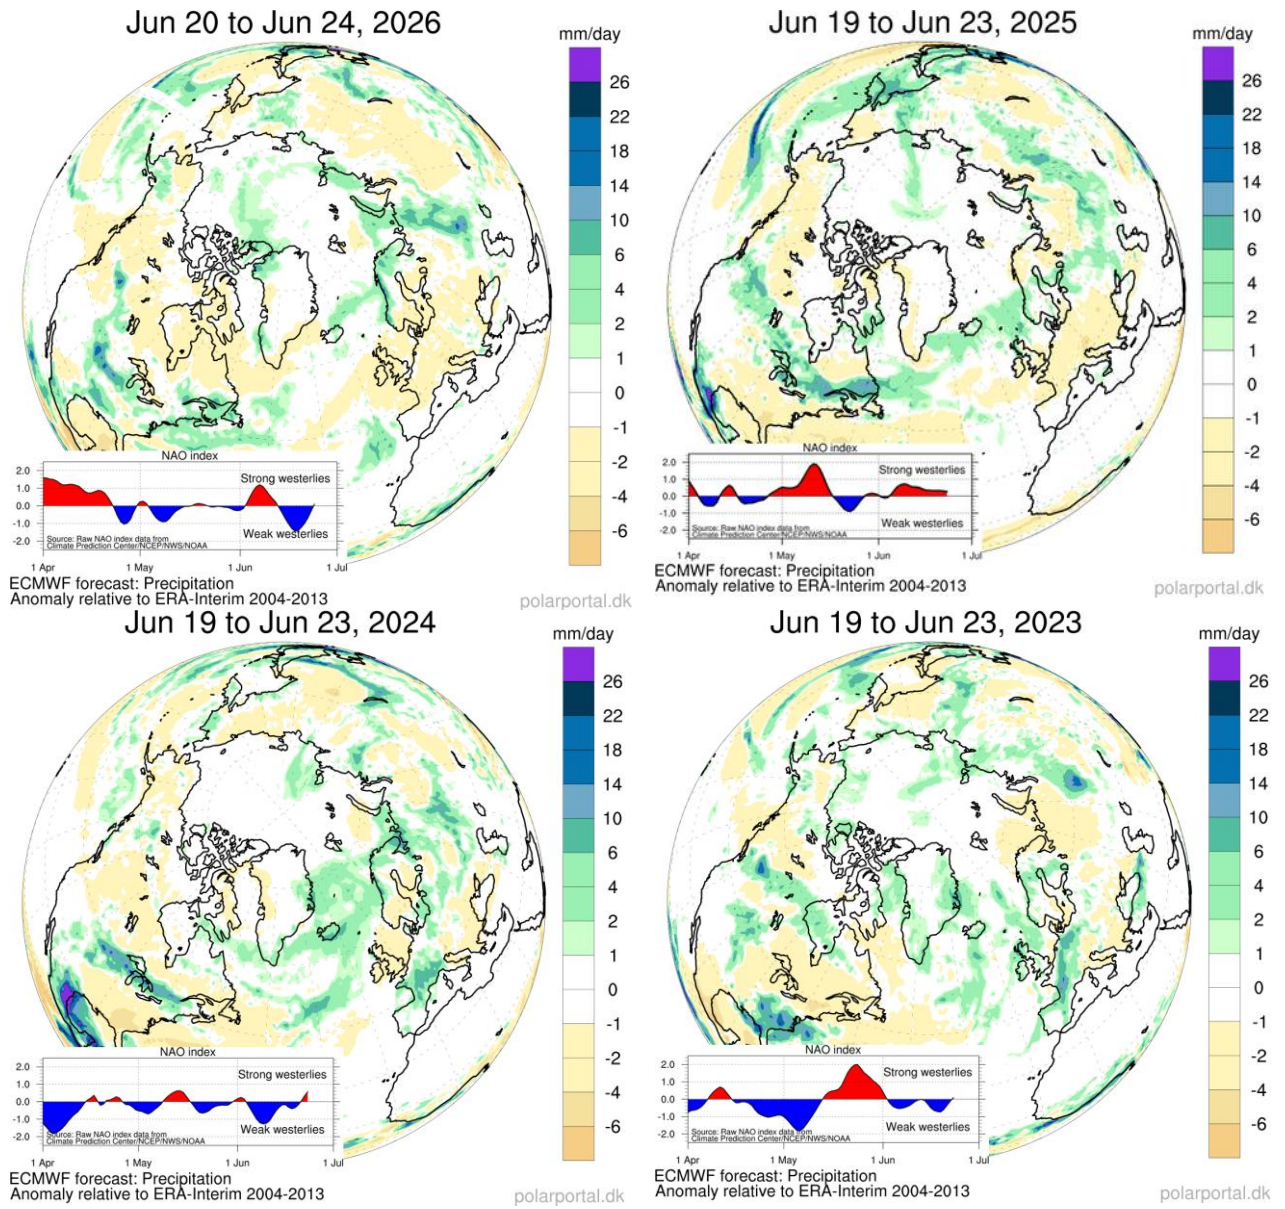 Jun 20 to Jun 24, 2026
mm/day
26
22
18
14
10
6
4
2
1
0
-1
-2
-4
-6
NAO index
2.0
1.0
0.0
-1.0
-2.0
Strong westerlies
Weak westerlies
Source: Raw NAO index data from
Climate Prediction Center/NCEP/NWS/NOAA
1 Apr
1 May
1 Jun
1 Jul
ECMWF forecast: Precipitation
Anomaly relative to ERA-Interim 2004-2013
polarportal.dk
Jun 19 to Jun 23, 2025
mm/day
26
22
18
14
10
6
4
2
1
0
-1
-2
-4
-6
NAO index
2.0
1.0
0.0
-1.0
-2.0
Strong westerlies
Weak westerlies
Source: Raw NAO index data from
Climate Prediction Center/NCEP/NWS/NOAA
1 Apr
1 May
1 Jun
1 Jul
ECMWF forecast: Precipitation
Anomaly relative to ERA-Interim 2004-2013
polarportal.dk
Jun 19 to Jun 23, 2024
mm/day
26
22
18
14
10
6
4
2
1
0
-1
-2
-4
-6
NAO index
2.0
1.0
0.0
-1.0
-2.0
Strong westerlies
Weak westerlies
Source: Raw NAO index data from
Climate Prediction Center/NCEP/NWS/NOAA
1 Apr
1 May
1 Jun
1 Jul
ECMWF forecast: Precipitation
Anomaly relative to ERA-Interim 2004-2013
polarportal.dk
Jun 19 to Jun 23, 2023
mm/day
26
22
18
14
10
6
4
2
1
0
-1
-2
-4
-6
NAO index
2.0
1.0
0.0
-1.0
-2.0
Strong westerlies
Weak westerlies
Source: Raw NAO index data from
Climate Prediction Center/NCEP/NWS/NOAA
1 Apr
1 May
1 Jun
1 Jul
ECMWF forecast: Precipitation
Anomaly relative to ERA-Interim 2004-2013
polarportal.dk